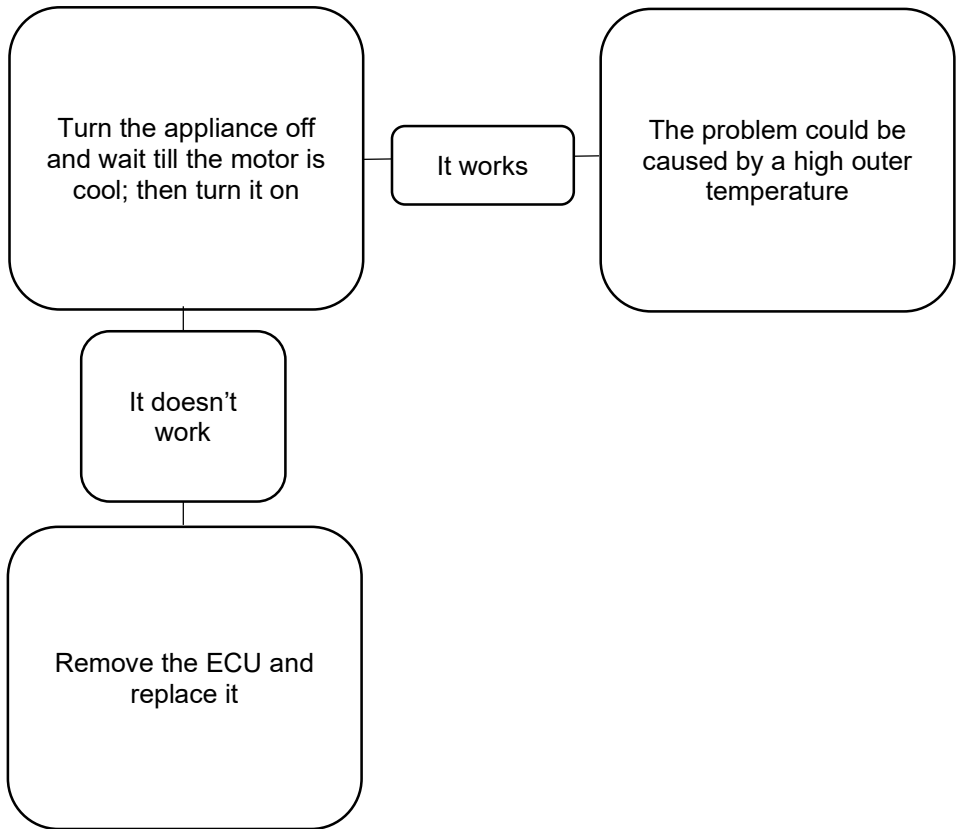 Turn the appliance off
and wait till the motor is
cool; then turn it on
It works
The problem could be
caused by a high outer
temperature
It doesn’t
work
Remove the ECU and
replace it